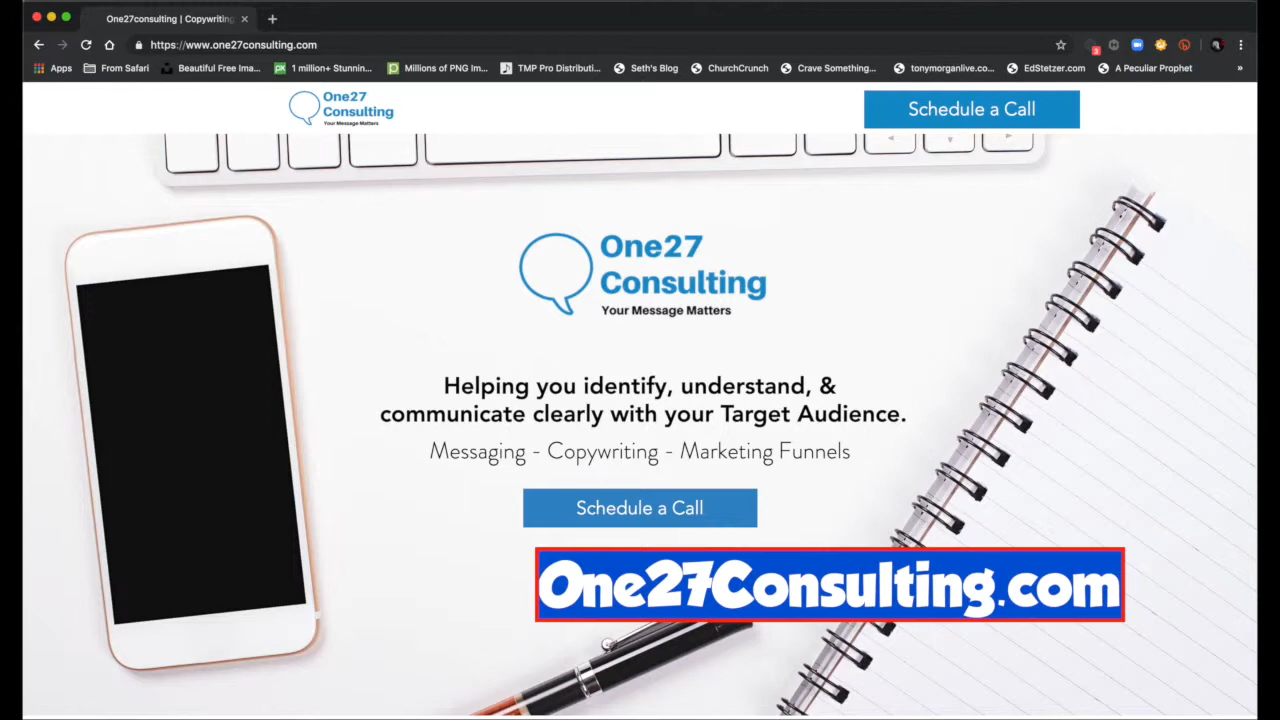 One27consulting | Copywriting
https://www.one27consulting.com
Apps
From Safari
Beautiful Free Ima...
1 million+ Stunnin...
Millions of PNG Im...
TMP Pro Distributi...
Seth's Blog
ChurchCrunch
Crave Something...
tonymorganlive.co...
EdStetzer.com
A Peculiar Prophet
»
One27
Consulting
Your Message Matters
Schedule a Call
One27
Consulting
Your Message Matters
Helping you identify, understand, &
communicate clearly with your Target Audience.
Messaging - Copywriting - Marketing Funnels
Schedule a Call
One27Consulting.com